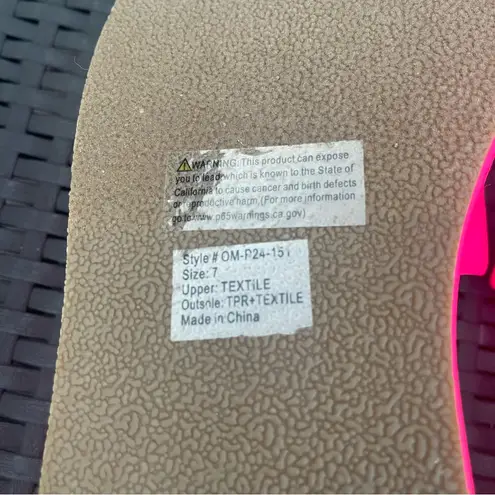 ⚠WARNING: This product can expose
you to lead which is known to the State of
California to cause cancer and birth defects
or reproductive harm. (For more information
go to www.p65warnings.ca.gov)
Style # OM-P24-151
Size: 7
Upper: TEXTILE
Outsole: TPR+TEXTILE
Made in China